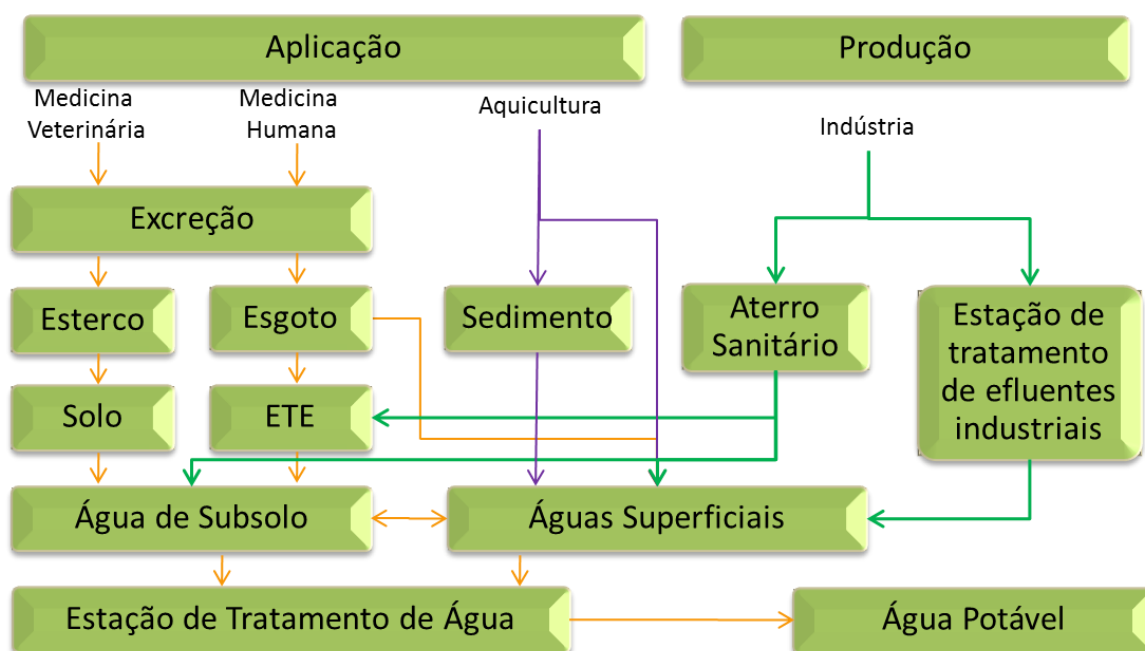 Aplicação
Produção
Medicina
Veterinária
Medicina
Humana
Aquicultura
Indústria
Excreção
Esterco
Esgoto
Sedimento
Aterro
Sanitário
Estação de
tratamento
de efluentes
industriais
Solo
ETE
Água de Subsolo
Águas Superficiais
Estação de Tratamento de Água
Água Potável